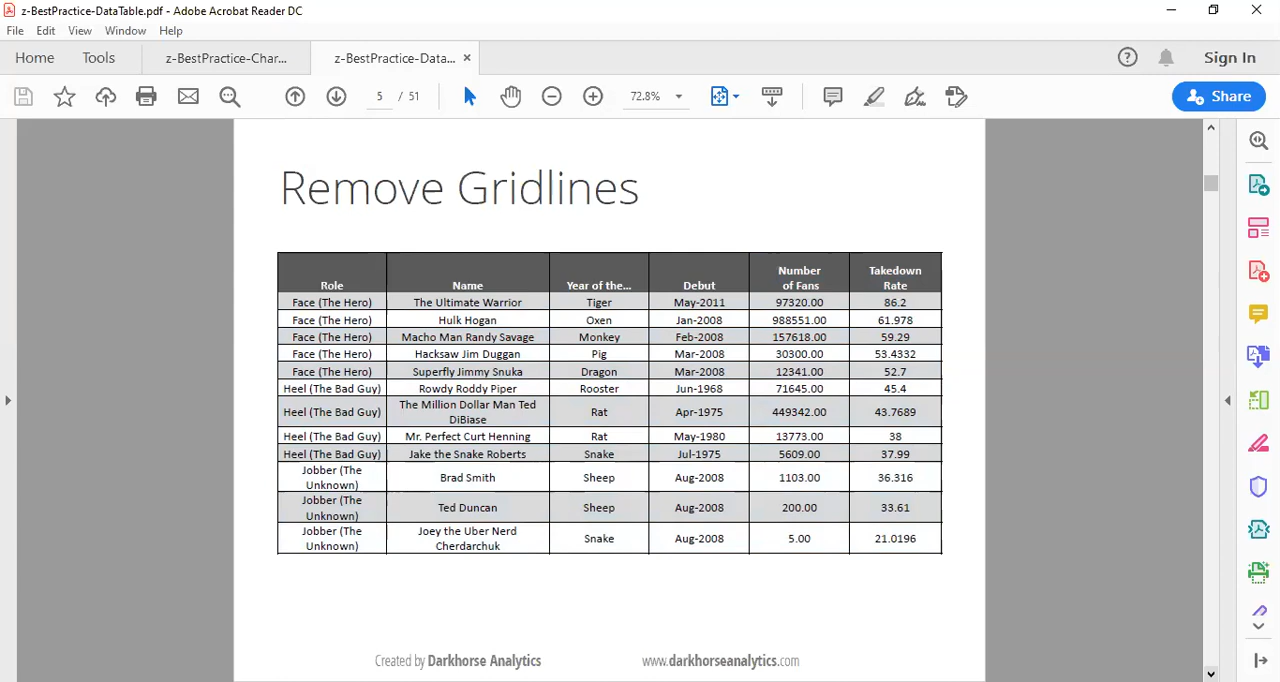 z-BestPractice-DataTable.pdf - Adobe Acrobat Reader DC
File Edit View Window Help
Home Tools z-BestPractice-Char... z-BestPractice-Data... Sign In
5 / 51 72.8% Share
Remove Gridlines
Role Name Year of the... Debut Number of Fans Takedown Rate
Face (The Hero) The Ultimate Warrior Tiger May-2011 97320.00 86.2
Face (The Hero) Hulk Hogan Oxen Jan-2008 988551.00 61.978
Face (The Hero) Macho Man Randy Savage Monkey Feb-2008 157618.00 59.29
Face (The Hero) Hacksaw Jim Duggan Pig Mar-2008 30300.00 53.4332
Face (The Hero) Superfly Jimmy Snuka Dragon Mar-2008 12341.00 52.7
Heel (The Bad Guy) Rowdy Roddy Piper Rooster Jun-1968 71645.00 45.4
Heel (The Bad Guy) The Million Dollar Man Ted DiBiase Rat Apr-1975 449342.00 43.7689
Heel (The Bad Guy) Mr. Perfect Curt Henning Rat May-1980 13773.00 38
Heel (The Bad Guy) Jake the Snake Roberts Snake Jul-1975 5609.00 37.99
Jobber (The Unknown) Brad Smith Sheep Aug-2008 1103.00 36.316
Jobber (The Unknown) Ted Duncan Sheep Aug-2008 200.00 33.61
Jobber (The Unknown) Joey the Uber Nerd Cherdarchuk Snake Aug-2008 5.00 21.0196
Created by Darkhorse Analytics www.darkhorseanalytics.com